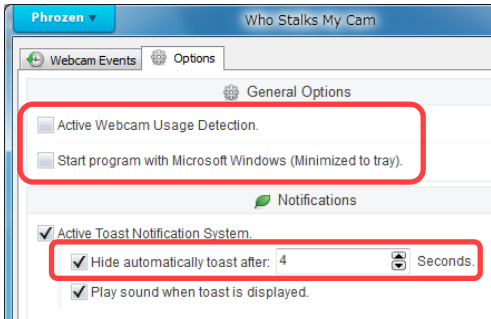 Phrozen
Who Stalks My Cam
Webcam Events
Options
General Options
Active Webcam Usage Detection.
Start program with Microsoft Windows (Minimized to tray).
Notifications
Active Toast Notification System.
Hide automatically toast after: 4 Seconds.
Play sound when toast is displayed.